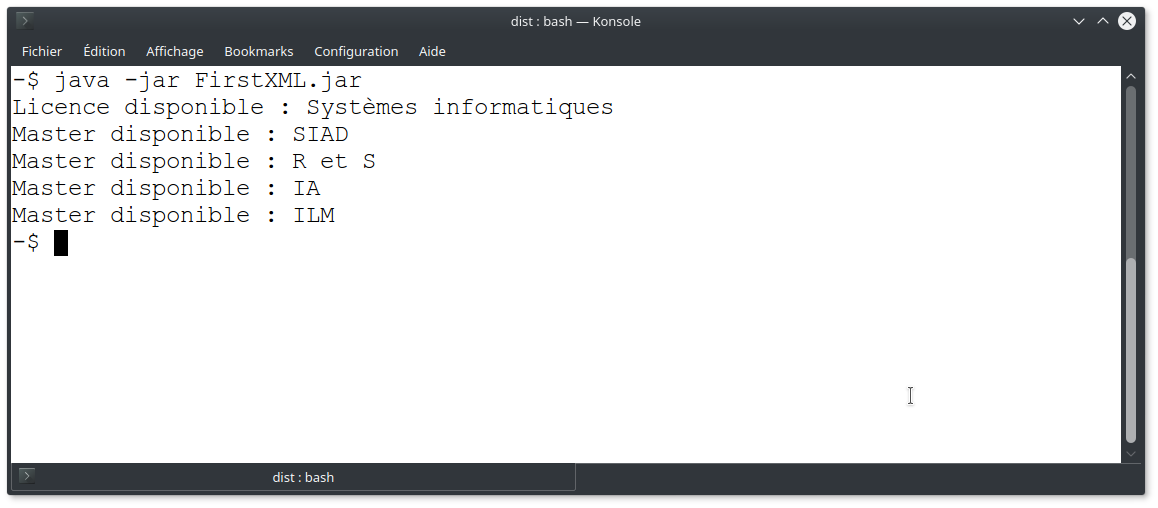 dist : bash — Konsole
Fichier Édition Affichage Bookmarks Configuration Aide
~$ java -jar FirstXML.jar
Licence disponible : Systèmes informatiques
Master disponible : SIAD
Master disponible : R et S
Master disponible : IA
Master disponible : ILM
~$
dist : bash